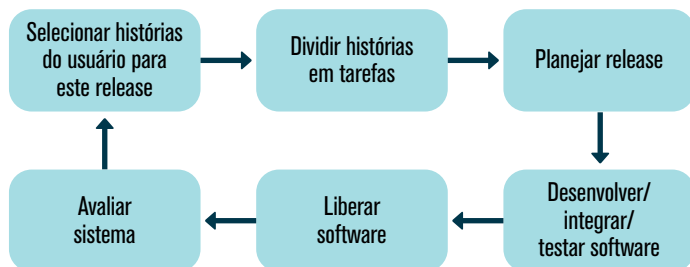 Selecionar histórias
do usuário para
este release
Dividir histórias
em tarefas
Planejar release
Avaliar
sistema
Liberar
software
Desenvolver/
integrar/
testar software